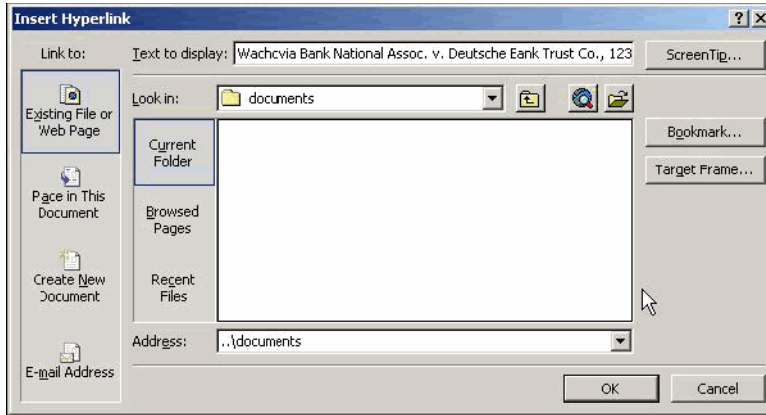 Insert Hyperlink
Link to:
Text to display: Wachcvia Bank National Assoc. v. Deutsche Eank Trust Co., 123
ScreenTip...
Existing File or
Web Page
Look in: documents
Current
Folder
Bookmark...
Target Frame...
Pace in This
Document
Browsed
Pages
Create New
Document
Recent
Files
Address: ..\documents
E-mail Address
OK
Cancel